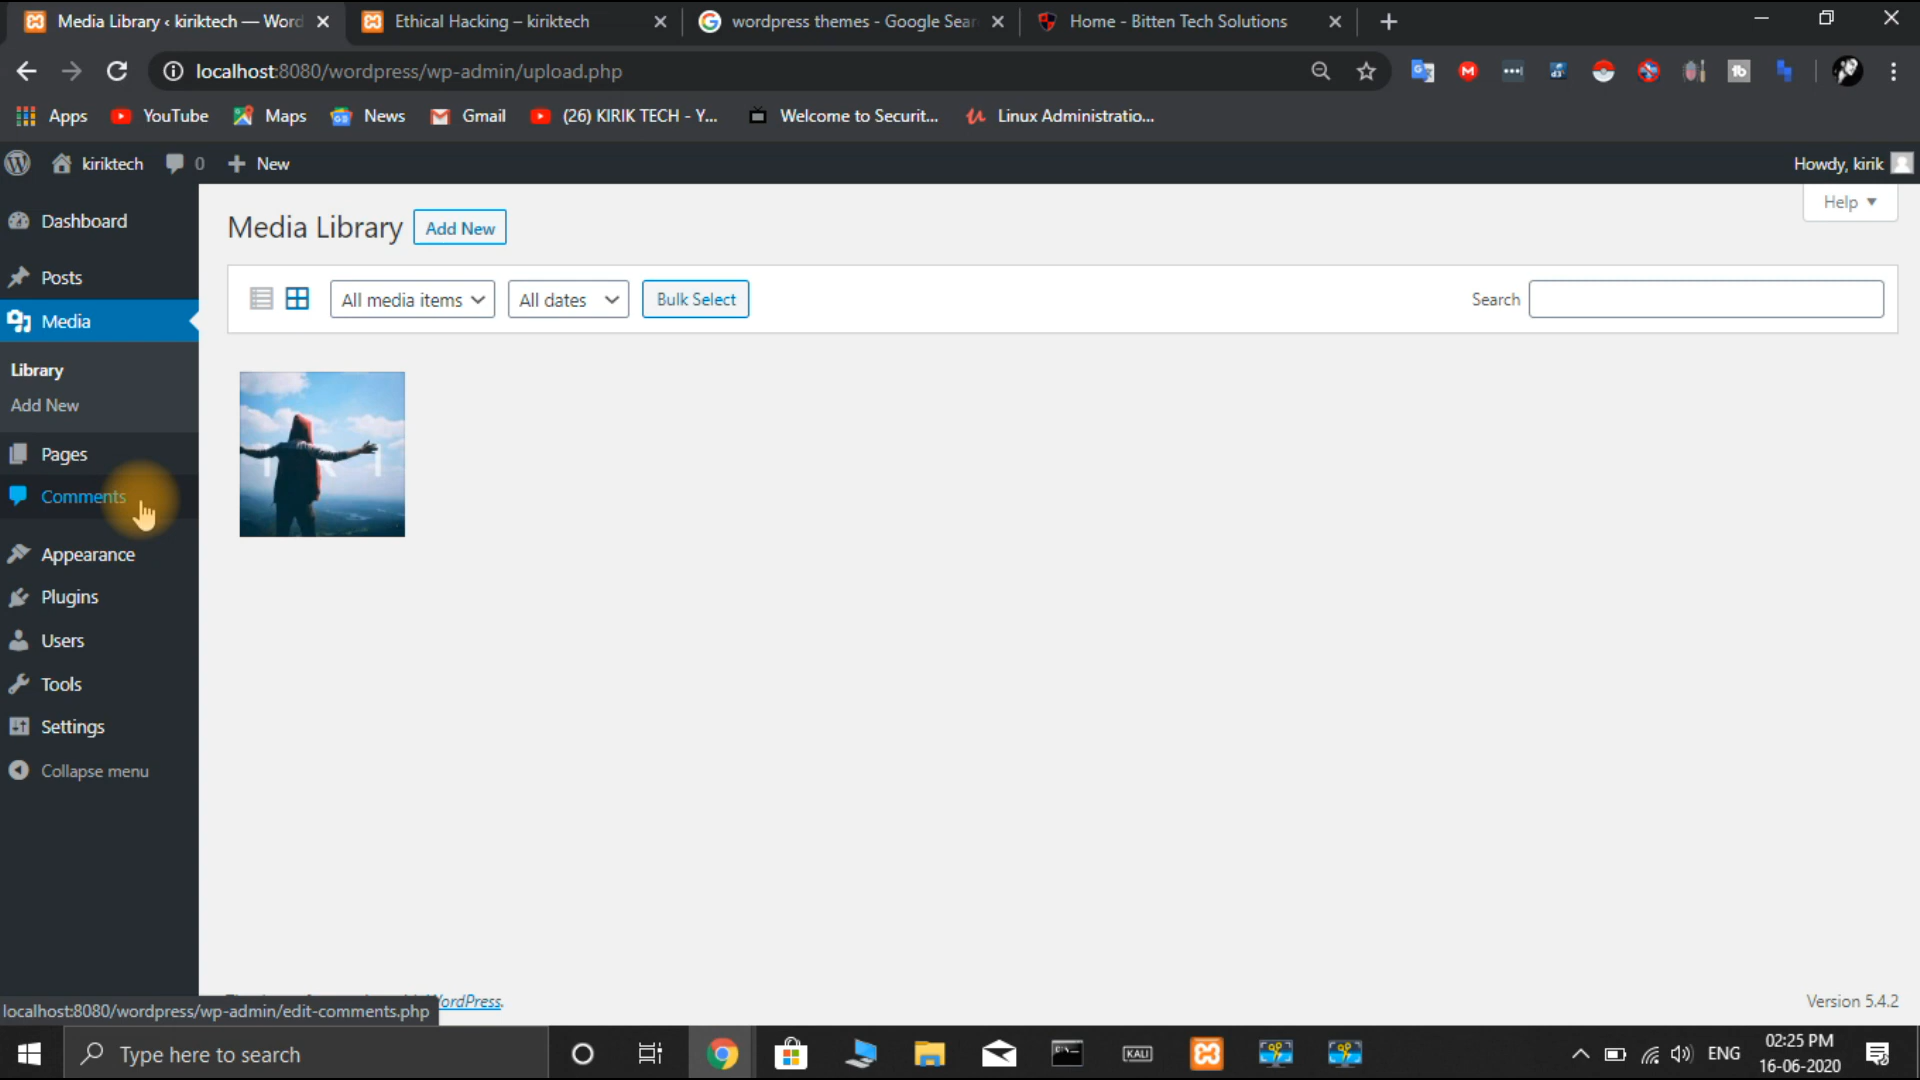 Media Library ‹ kiriktech — Word
Ethical Hacking – kiriktech
wordpress themes - Google Sear
Home - Bitten Tech Solutions
localhost:8080/wordpress/wp-admin/upload.php
Apps
YouTube
Maps
News
Gmail
(26) KIRIK TECH - Y...
Welcome to Securit...
Linux Administratio...
kiriktech
0
New
Howdy, kirik
Dashboard
Posts
Media
Library
Add New
Pages
Comments
Appearance
Plugins
Users
Tools
Settings
Collapse menu
Media Library
Add New
Help
All media items
All dates
Bulk Select
Search
WordPress.
Version 5.4.2
localhost:8080/wordpress/wp-admin/edit-comments.php
Type here to search
KALI
ENG
02:25 PM
16-06-2020